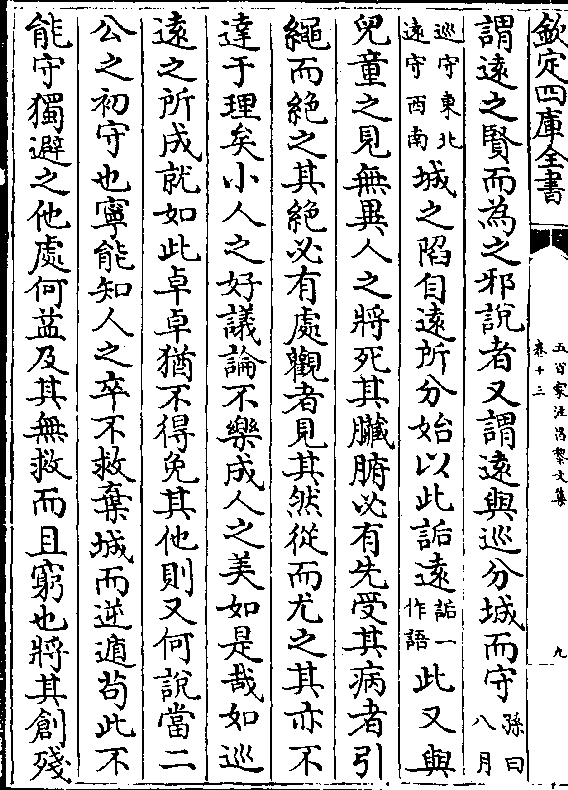 欽定四庫全書
五百家注昌黎文集
卷十三
九
謂遠之賢而為之邪說者又謂遠與巡分城而守孫曰八月
巡守東北遠守西南城之陷自遠所分始以此詬遠詬一作語此又與
兒童之見無異人之將死其臟腑必有先受其病者引
繩而絶之其絶必有處觀者見其然從而尤之其亦不
達于理矣小人之好議論不樂成人之美如是哉如巡
遠之所成就如此卓卓猶不得免其他則又何說當二
公之初守也寧能知人之卒不救棄城而逆遁茍此不
能守獨避之他處何益及其無救而且窮也將其創殘